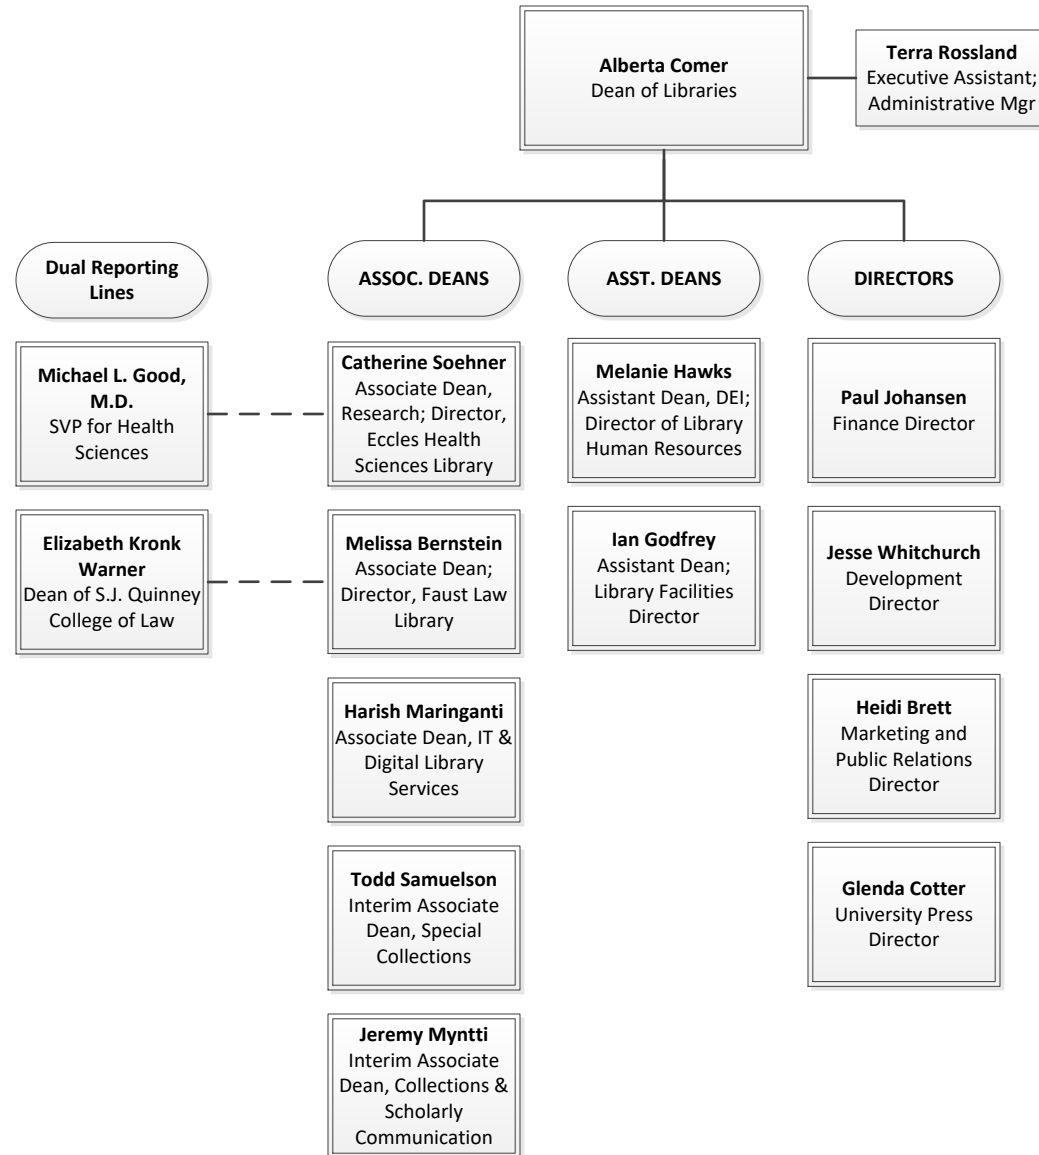 Alberta Comer
Dean of Libraries
Terra Rossland
Executive Assistant;
Administrative Mgr
Dual Reporting
Lines
ASSOC. DEANS
ASST. DEANS
DIRECTORS
Michael L. Good,
M.D.
SVP for Health
Sciences
Catherine Soehner
Associate Dean,
Research; Director,
Eccles Health
Sciences Library
Melanie Hawks
Assistant Dean, DEI;
Director of Library
Human Resources
Paul Johansen
Finance Director
Elizabeth Kronk
Warner
Dean of S.J. Quinney
College of Law
Melissa Bernstein
Associate Dean;
Director, Faust Law
Library
Ian Godfrey
Assistant Dean;
Library Facilities
Director
Jesse Whitchurch
Development
Director
Harish Maringanti
Associate Dean, IT &
Digital Library
Services
Heidi Brett
Marketing and
Public Relations
Director
Todd Samuelson
Interim Associate
Dean, Special
Collections
Glenda Cotter
University Press
Director
Jeremy Myntti
Interim Associate
Dean, Collections &
Scholarly
Communication